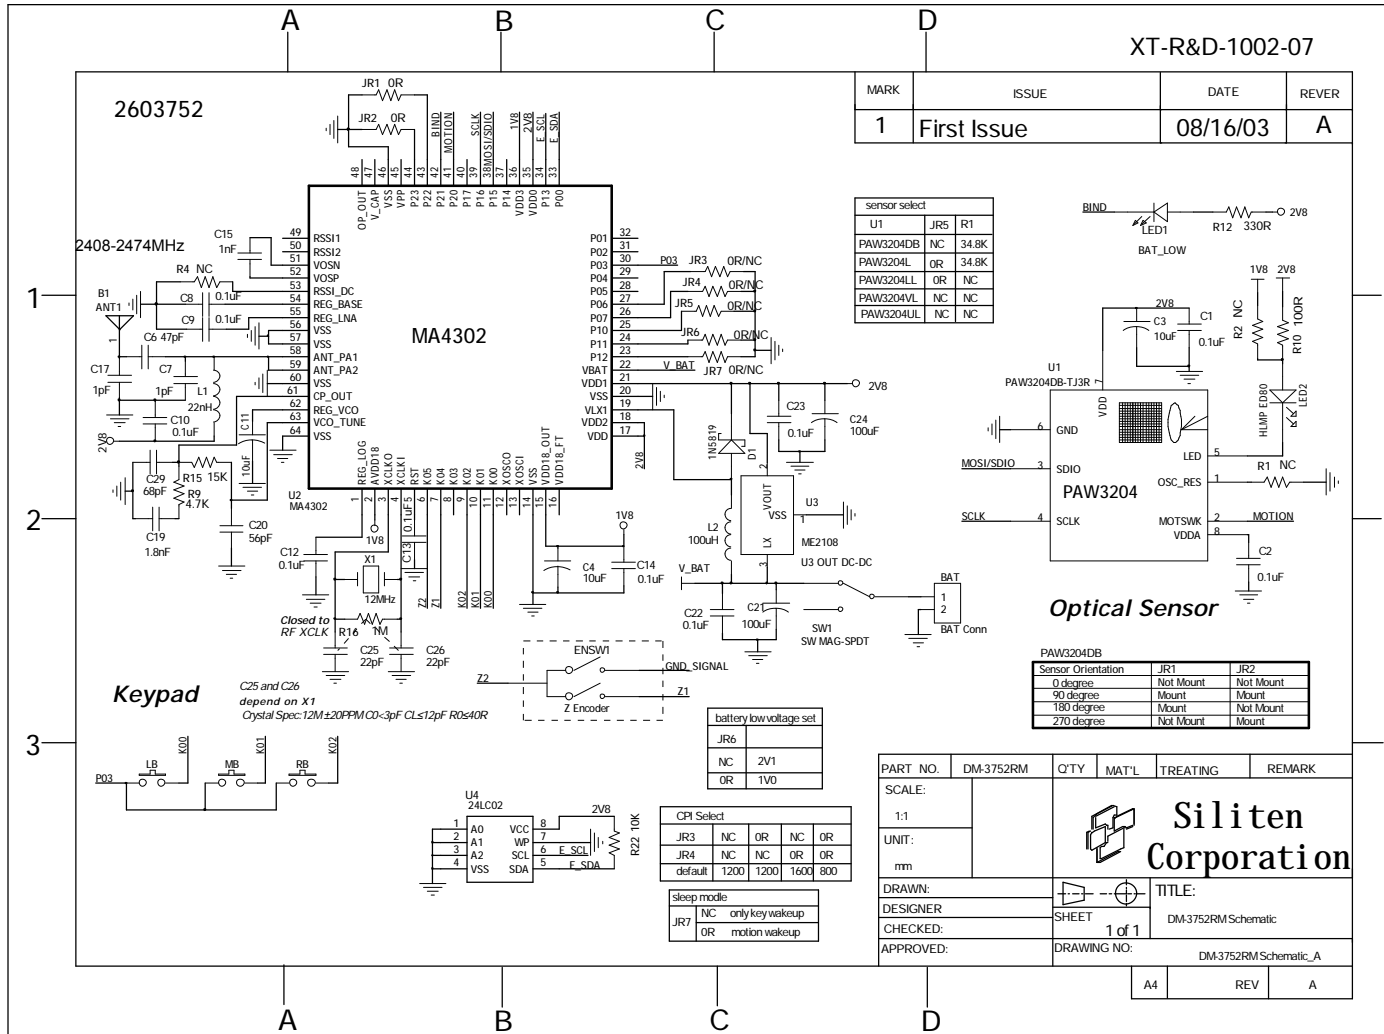 A
B
C
D
XT-R&D-1002-07
MARK ISSUE DATE REVER
1 First Issue 08/16/03 A
2603752
JR1 0R
JR2 0R
BIND
MOTION
SCLK
MOSI/SDIO
1V8
2V8
E_SCL
E_SDA
48 47 46 45 44 43 42 41 40 39 38 37 36 35 34 33
OP_OUT
V_CAP
VSS
VPP
P23
P22
P21
P20
P17
P16
P15
P14
VDD3
VDD0
P13
P00
2408-2474MHz
C15
1nF
R4 NC
C8 0.1uF
C9 0.1uF
B1
ANT1
1
C6 47pF
C17
1pF
C7
1pF
L1
22nH
C10
0.1uF
C11
10uF
2V8
C29
68pF
R15 15K
R9
4.7K
C19
1.8nF
C20
56pF
49 RSSI1
50 RSSI2
51 VOSN
52 VOSP
53 RSSI_DC
54 REG_BASE
55 REG_LNA
56 VSS
57 VSS
58 ANT_PA1
59 ANT_PA2
60 VSS
61 CP_OUT
62 REG_VCO
63 VCO_TUNE
64 VSS
MA4302
U2
MA4302
P01 32
P02 31
P03 30
P04 29
P05 28
P06 27
P07 26
P10 25
P11 24
P12 23
VBAT 22
VDD1 21
VSS 20
VLX1 19
VDD2 18
VDD 17
P03
JR3 0R/NC
JR4 0R/NC
JR5 0R/NC
JR6 0R/NC
JR7 0R/NC
V_BAT
2V8
2V8
REG_LOG
AVDD18
XCLKO
XCLKI
RST
K05
K04
K03
K02
K01
K00
XOSCO
XOSCI
VSS
VDD18_OUT
VDD18_FT
1 2 3 4 5 6 7 8 9 10 11 12 13 14 15 16
C12
0.1uF
1V8
C13
0.1uF
X1
12MHz
Closed to
RF XCLK
R16 1M
C25
22pF
C26
22pF
Z2
Z1
K02
K01
K00
1V8
C4
10uF
C14
0.1uF
1N5819
D1
C23
0.1uF
C24
100uF
L2
100uH
2
VOUT
VSS
1
LX
3
U3
ME2108
U3 OUT DC-DC
V_BAT
C22
0.1uF
C21
100uF
SW1
SW MAG-SPDT
BAT
1
2
BAT Conn
sensor select
U1 JR5 R1
PAW3204DB NC 34.8K
PAW3204L 0R 34.8K
PAW3204LL 0R NC
PAW3204VL NC NC
PAW3204UL NC NC
BIND
LED1
BAT_LOW
R12 330R
2V8
1V8 2V8
R2 NC
R10 100R
2V8
C3
10uF
C1
0.1uF
U1
PAW3204DB-TJ3R
7
VDD
6 GND
MOSI/SDIO 3 SDIO
SCLK 4 SCLK
PAW3204
LED 5
OSC_RES 1
MOTSWK 2 MOTION
VDDA 8
HLMP ED80
LED2
R1 NC
C2
0.1uF
Optical Sensor
PAW3204DB
Sensor Orientation JR1 JR2
0 degree Not Mount Not Mount
90 degree Mount Mount
180 degree Mount Not Mount
270 degree Not Mount Mount
Keypad
C25 and C26
depend on X1
Crystal Spec:12M±20PPM C0<3pF CL≤12pF R0≤40R
ENSW1
Z2
GND_SIGNAL
Z1
Z Encoder
P03
LB
K00
MB
K01
RB
K02
battery low voltage set
JR6
NC 2V1
0R 1V0
U4
24LC02
1 A0
2 A1
3 A2
4 VSS
VCC 8
WP 7
SCL 6
SDA 5
2V8
E_SCL
E_SDA
R22 10K
CPI Select
JR3 NC 0R NC 0R
JR4 NC NC 0R 0R
default 1200 1200 1600 800
sleep modle
JR7
NC only key wakeup
0R motion wakeup
PART NO. DM-3752RM Q'TY MAT'L TREATING REMARK
SCALE:
1:1
UNIT:
mm
Siliten
Corporation
DRAWN:
DESIGNER
CHECKED:
APPROVED:
TITLE:
DM-3752RM Schematic
SHEET
1 of 1
DRAWING NO:
DM-3752RM Schematic_A
A4 REV A
1
2
3
A
B
C
D